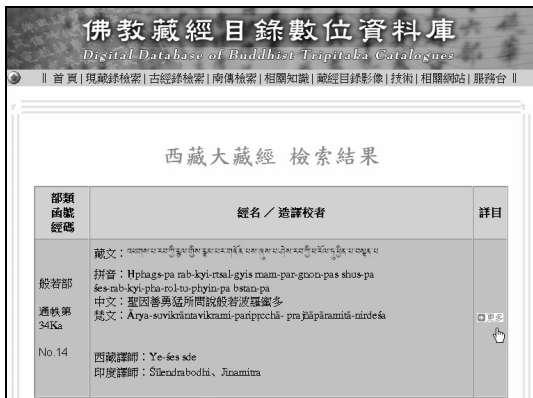 佛教藏經目錄數位資料庫
Digital Database of Buddhist Tripitaka Catalogues
‖ 首頁 | 現藏錄檢索 | 古經錄檢索 | 南傳檢索 | 相關知識 | 藏經目錄影像 | 技術 | 相關網站 | 服務台 ‖
西藏大藏經 檢索結果
部類
函號
經碼
經名 / 造譯校者
詳目
般若部
通帙第
34Ka
No.14
藏文：
拼音：Hphags-pa rab-kyi-rtsal-gyis rnam-par-gnon-pas shus-pa
śes-rab-kyi-pha-rol-tu-phyin-pa bstan-pa
中文：聖因善勇猛所問說般若波羅蜜多
梵文：Ārya-suvikrāntavikrami-paripṛcchā- prajñāpāramitā-nirdeśa
西藏譯師：Ye-śes sde
印度譯師：Śīlendrabodhi、Jinamitra
更多